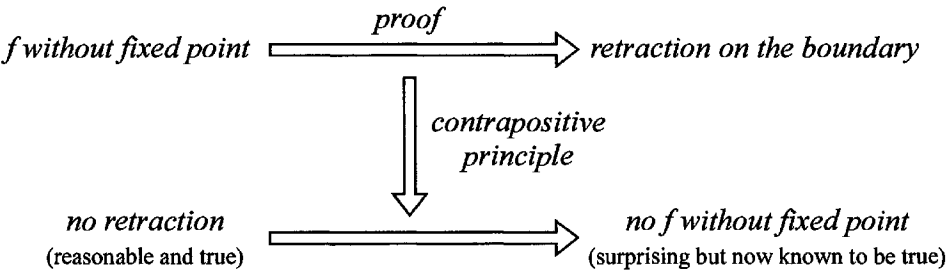 proof
f without fixed point retraction on the boundary
contrapositive
principle
no retraction no f without fixed point
(reasonable and true) (surprising but now known to be true)